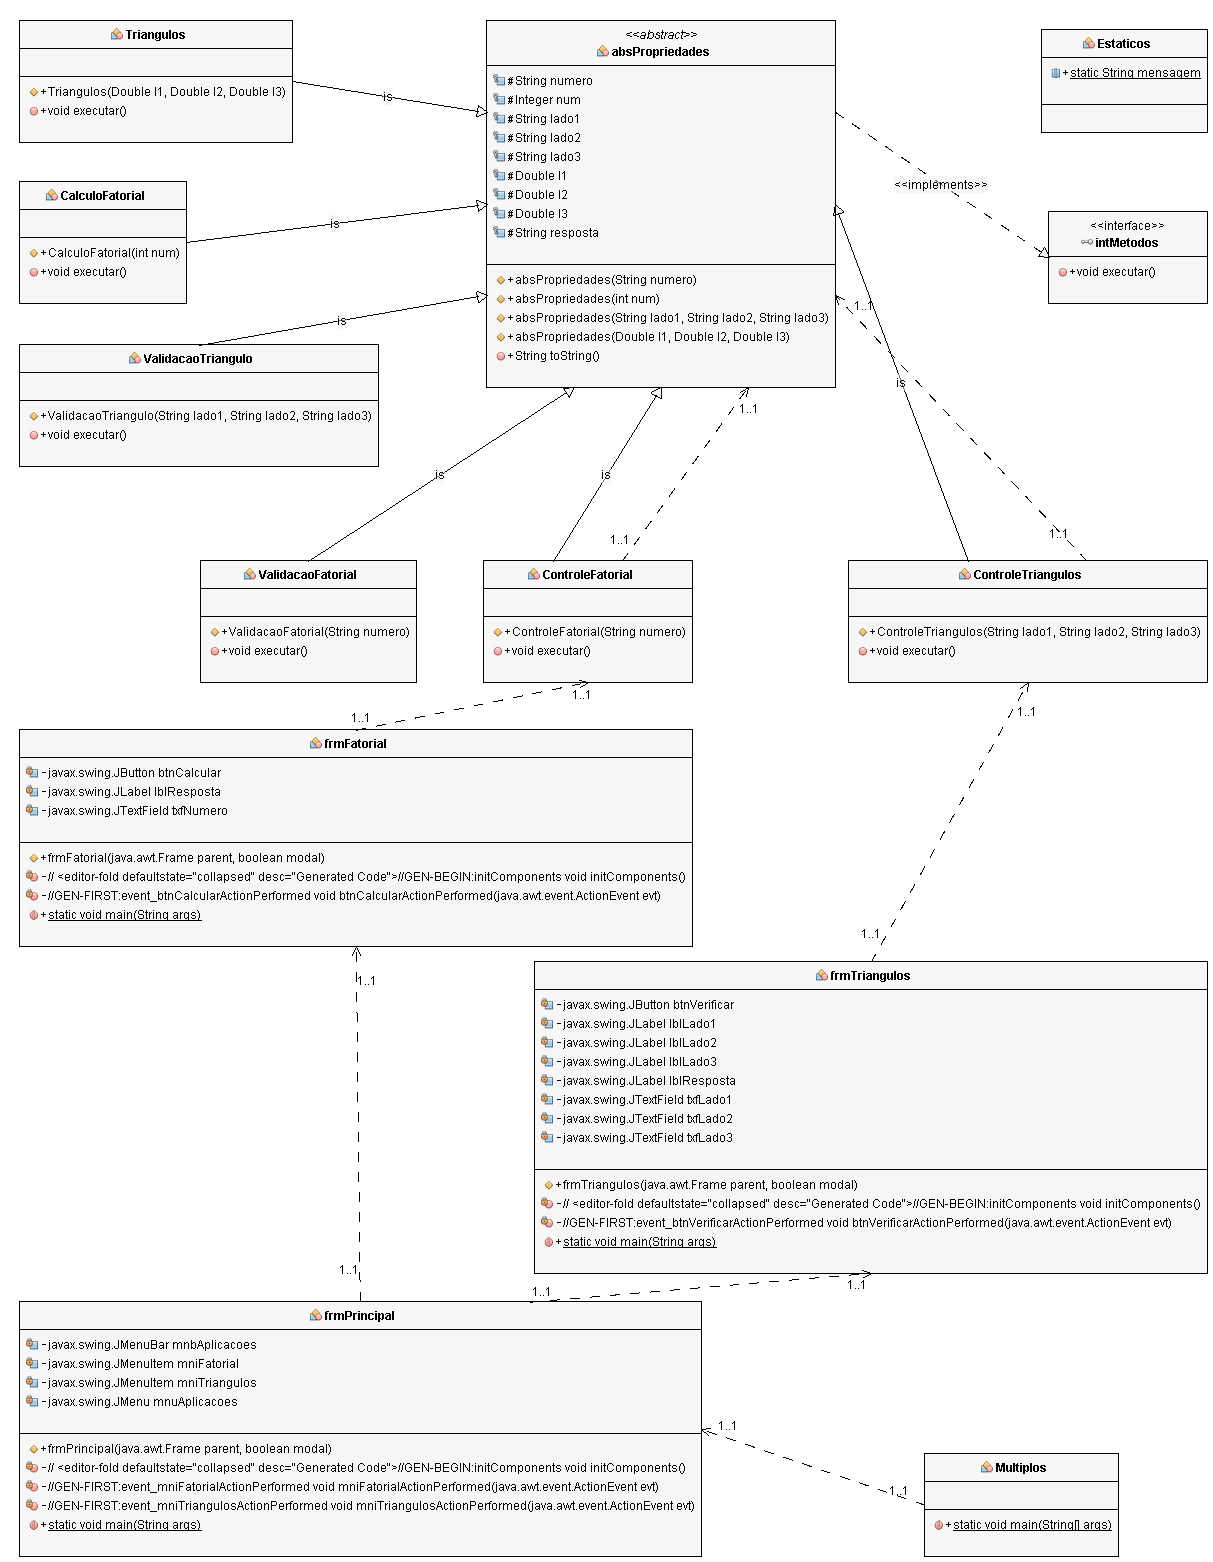 Triangulos
+Triangulos(Double l1, Double l2, Double l3)
+void executar()
is
<<abstract>>
absPropriedades
#String numero
#Integer num
#String lado1
#String lado2
#String lado3
#Double l1
#Double l2
#Double l3
#String resposta
+absPropriedades(String numero)
+absPropriedades(int num)
+absPropriedades(String lado1, String lado2, String lado3)
+absPropriedades(Double l1, Double l2, Double l3)
+String toString()
Estaticos
+static String mensagem
<<implements>>
<<interface>>
intMetodos
+void executar()
CalculoFatorial
+CalculoFatorial(int num)
+void executar()
is
ValidacaoTriangulo
+ValidacaoTriangulo(String lado1, String lado2, String lado3)
+void executar()
is
1..1
is
1..1
is
is
1..1
1..1
ValidacaoFatorial
+ValidacaoFatorial(String numero)
+void executar()
ControleFatorial
+ControleFatorial(String numero)
+void executar()
ControleTriangulos
+ControleTriangulos(String lado1, String lado2, String lado3)
+void executar()
1..1
1..1
1..1
frmFatorial
-javax.swing.JButton btnCalcular
-javax.swing.JLabel lblResposta
-javax.swing.JTextField txfNumero
+frmFatorial(java.awt.Frame parent, boolean modal)
-// <editor-fold defaultstate="collapsed" desc="Generated Code">//GEN-BEGIN:initComponents void initComponents()
-//GEN-FIRST:event_btnCalcularActionPerformed void btnCalcularActionPerformed(java.awt.event.ActionEvent evt)
+static void main(String args)
1..1
1..1
frmTriangulos
-javax.swing.JButton btnVerificar
-javax.swing.JLabel lblLado1
-javax.swing.JLabel lblLado2
-javax.swing.JLabel lblLado3
-javax.swing.JLabel lblResposta
-javax.swing.JTextField txfLado1
-javax.swing.JTextField txfLado2
-javax.swing.JTextField txfLado3
+frmTriangulos(java.awt.Frame parent, boolean modal)
-// <editor-fold defaultstate="collapsed" desc="Generated Code">//GEN-BEGIN:initComponents void initComponents()
-//GEN-FIRST:event_btnVerificarActionPerformed void btnVerificarActionPerformed(java.awt.event.ActionEvent evt)
+static void main(String args)
1..1
1..1
1..1
frmPrincipal
-javax.swing.JMenuBar mnbAplicacoes
-javax.swing.JMenuItem mniFatorial
-javax.swing.JMenuItem mniTriangulos
-javax.swing.JMenu mnuAplicacoes
+frmPrincipal(java.awt.Frame parent, boolean modal)
-// <editor-fold defaultstate="collapsed" desc="Generated Code">//GEN-BEGIN:initComponents void initComponents()
-//GEN-FIRST:event_mniFatorialActionPerformed void mniFatorialActionPerformed(java.awt.event.ActionEvent evt)
-//GEN-FIRST:event_mniTriangulosActionPerformed void mniTriangulosActionPerformed(java.awt.event.ActionEvent evt)
+static void main(String args)
1..1
1..1
Multiplos
+static void main(String[] args)